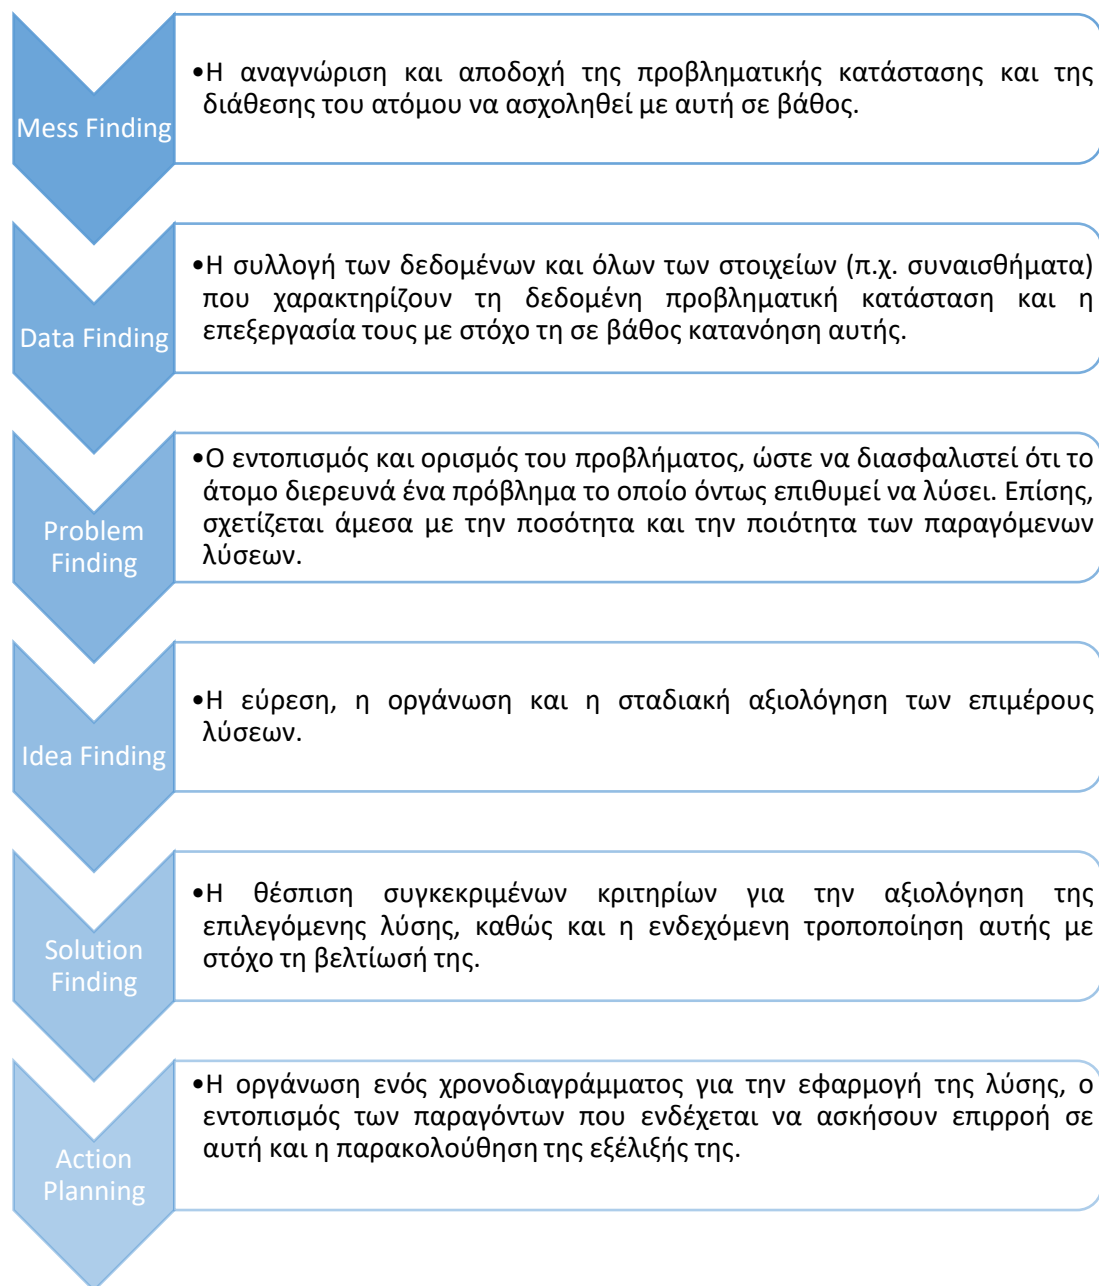 Mess Finding
•Η αναγνώριση και αποδοχή της προβληματικής κατάστασης και της
διάθεσης του ατόμου να ασχοληθεί με αυτή σε βάθος.
Data Finding
•Η συλλογή των δεδομένων και όλων των στοιχείων (π.χ. συναισθήματα)
που χαρακτηρίζουν τη δεδομένη προβληματική κατάσταση και η
επεξεργασία τους με στόχο τη σε βάθος κατανόηση αυτής.
Problem
Finding
•Ο εντοπισμός και ορισμός του προβλήματος, ώστε να διασφαλιστεί ότι το
άτομο διερευνά ένα πρόβλημα το οποίο όντως επιθυμεί να λύσει. Επίσης,
σχετίζεται άμεσα με την ποσότητα και την ποιότητα των παραγόμενων
λύσεων.
Idea Finding
•Η εύρεση, η οργάνωση και η σταδιακή αξιολόγηση των επιμέρους
λύσεων.
Solution
Finding
•Η θέσπιση συγκεκριμένων κριτηρίων για την αξιολόγηση της
επιλεγόμενης λύσης, καθώς και η ενδεχόμενη τροποποίηση αυτής με
στόχο τη βελτίωσή της.
Action
Planning
•Η οργάνωση ενός χρονοδιαγράμματος για την εφαρμογή της λύσης, ο
εντοπισμός των παραγόντων που ενδέχεται να ασκήσουν επιρροή σε
αυτή και η παρακολούθηση της εξέλιξής της.